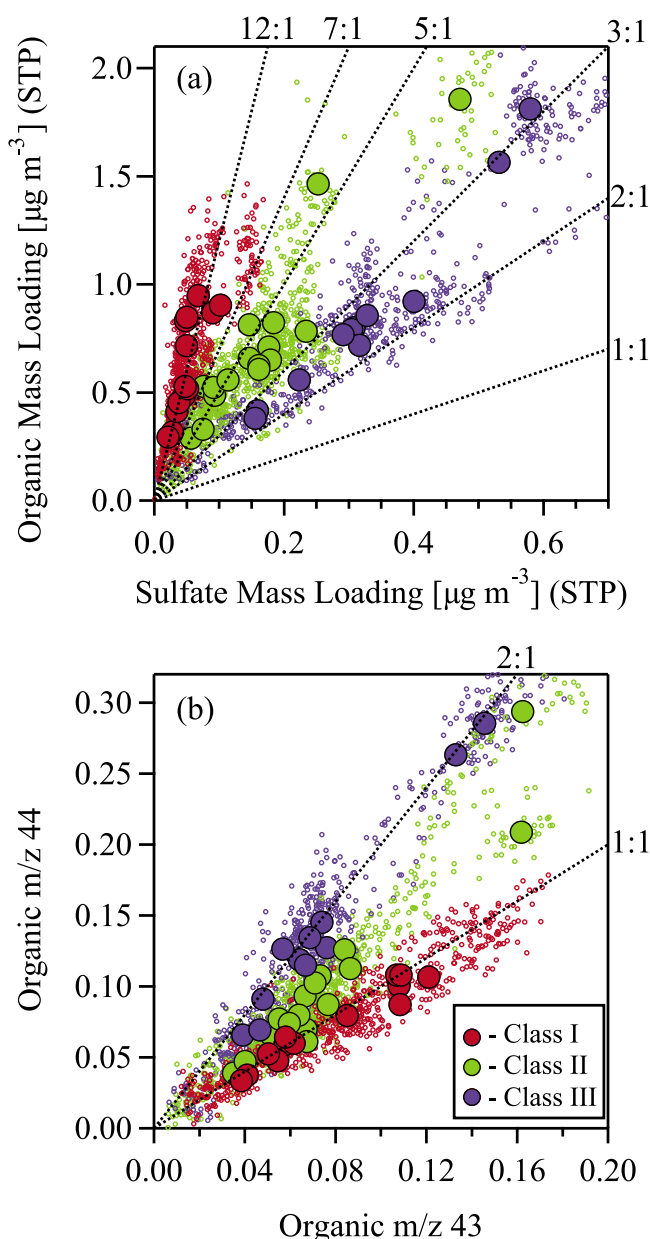 12:1 7:1 5:1 3:1
2.0
(a)
2:1
1.5
1.0
1:1
0.5
0.0
0.0 0.2 0.4 0.6
Organic Mass Loading [µg m⁻³] (STP)
Sulfate Mass Loading [µg m⁻³] (STP)
2:1
(b)
0.30
0.25
0.20
1:1
0.15
0.10
0.05
0.00
- Class I
- Class II
- Class III
0.04 0.08 0.12 0.16 0.20
Organic m/z 44
Organic m/z 43